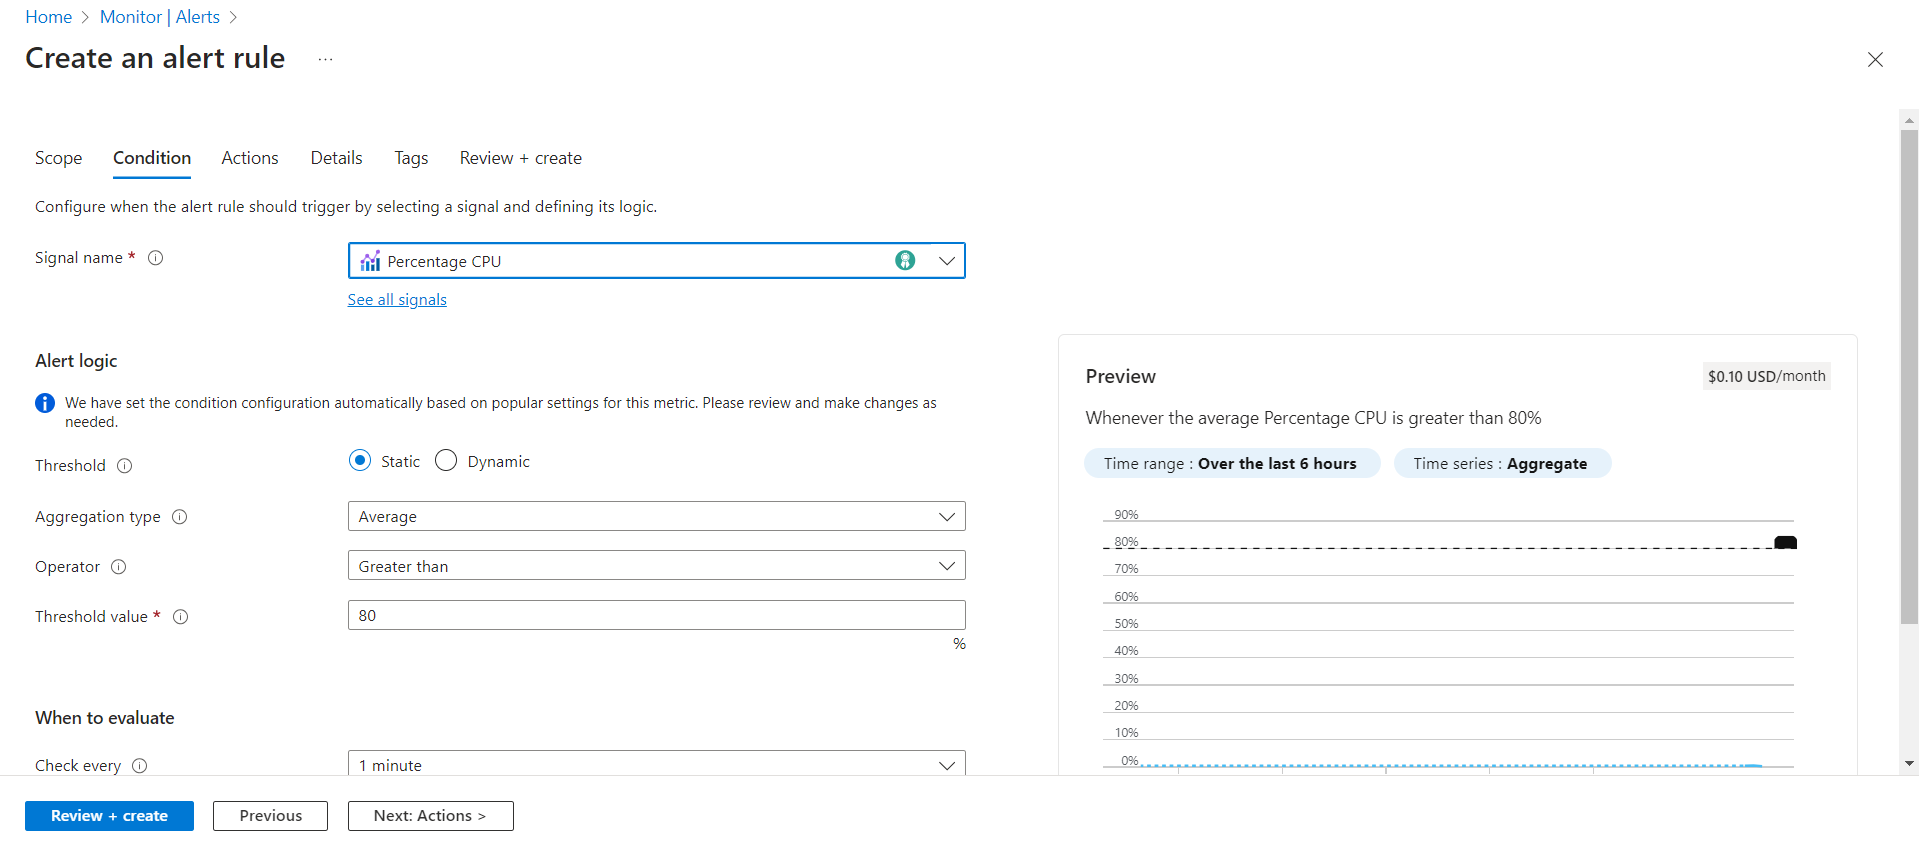 Home > Monitor | Alerts >
Create an alert rule ...
Scope Condition Actions Details Tags Review + create
Configure when the alert rule should trigger by selecting a signal and defining its logic.
Signal name *
Percentage CPU
See all signals
Alert logic
We have set the condition configuration automatically based on popular settings for this metric. Please review and make changes as
needed.
Threshold
Static Dynamic
Aggregation type
Average
Operator
Greater than
Threshold value *
80
%
When to evaluate
Check every
1 minute
Preview
$0.10 USD/month
Whenever the average Percentage CPU is greater than 80%
Time range : Over the last 6 hours
Time series : Aggregate
90%
80%
70%
60%
50%
40%
30%
20%
10%
0%
Review + create
Previous
Next: Actions >